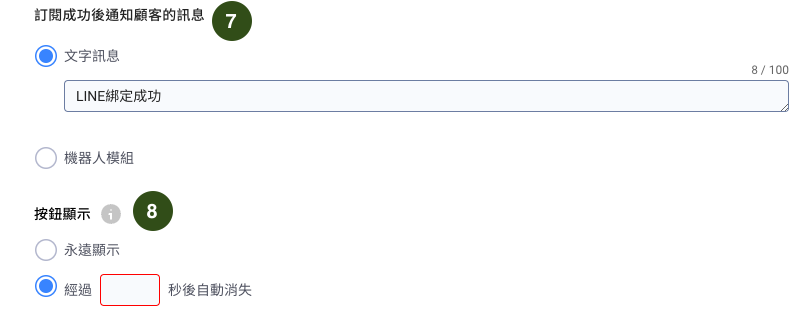 訂閱成功後通知顧客的訊息 7
文字訊息
8 / 100
LINE綁定成功
機器人模組
按鈕顯示 i 8
永遠顯示
經過 秒後自動消失